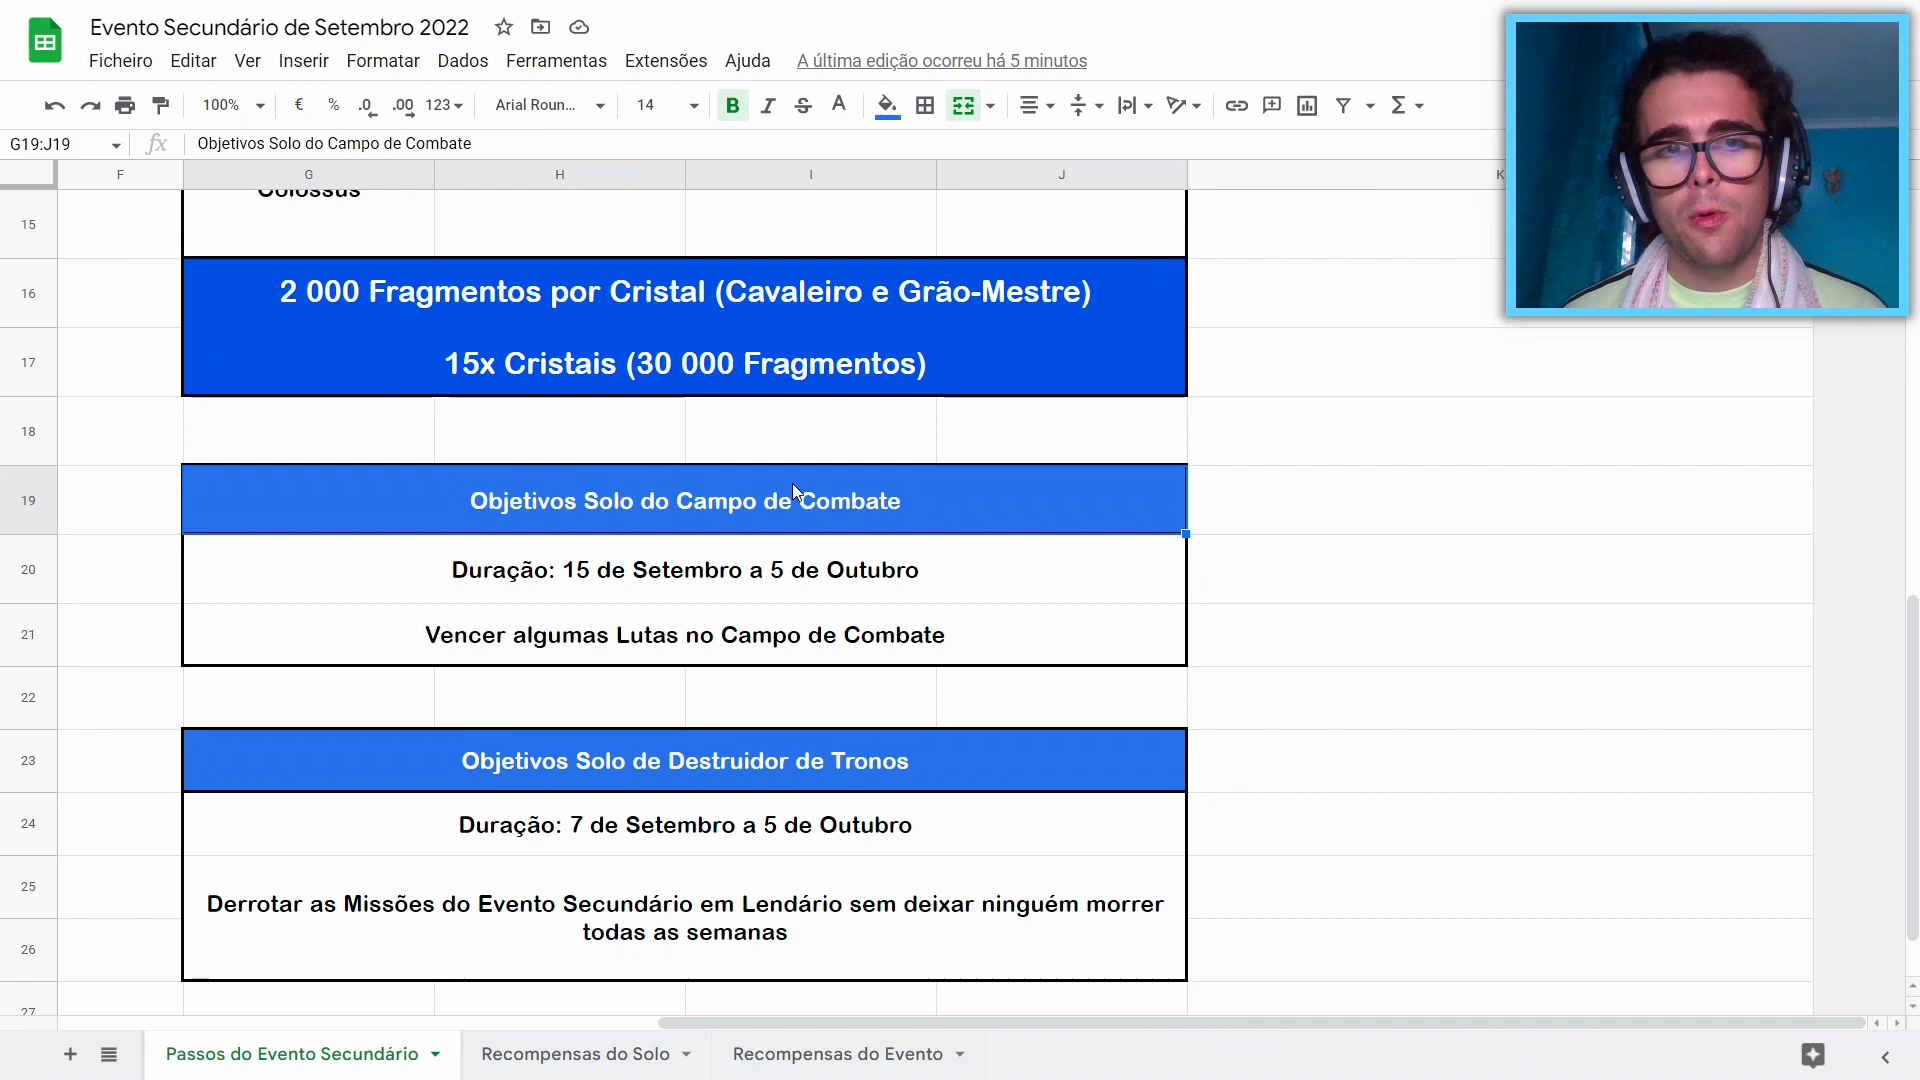 Evento Secundário de Setembro 2022
Ficheiro Editar Ver Inserir Formatar Dados Ferramentas Extensões Ajuda A última edição ocorreu há 5 minutos
100% € % .0 .00 123 Arial Roun... 14 B I S A Σ
G19:J19 fx Objetivos Solo do Campo de Combate
F G H I J K
Colossus
15
16 2 000 Fragmentos por Cristal (Cavaleiro e Grão-Mestre)
17 15x Cristais (30 000 Fragmentos)
18
19 Objetivos Solo do Campo de Combate
20 Duração: 15 de Setembro a 5 de Outubro
21 Vencer algumas Lutas no Campo de Combate
22
23 Objetivos Solo de Destruidor de Tronos
24 Duração: 7 de Setembro a 5 de Outubro
25 Derrotar as Missões do Evento Secundário em Lendário sem deixar ninguém morrer
26 todas as semanas
27
Passos do Evento Secundário Recompensas do Solo Recompensas do Evento